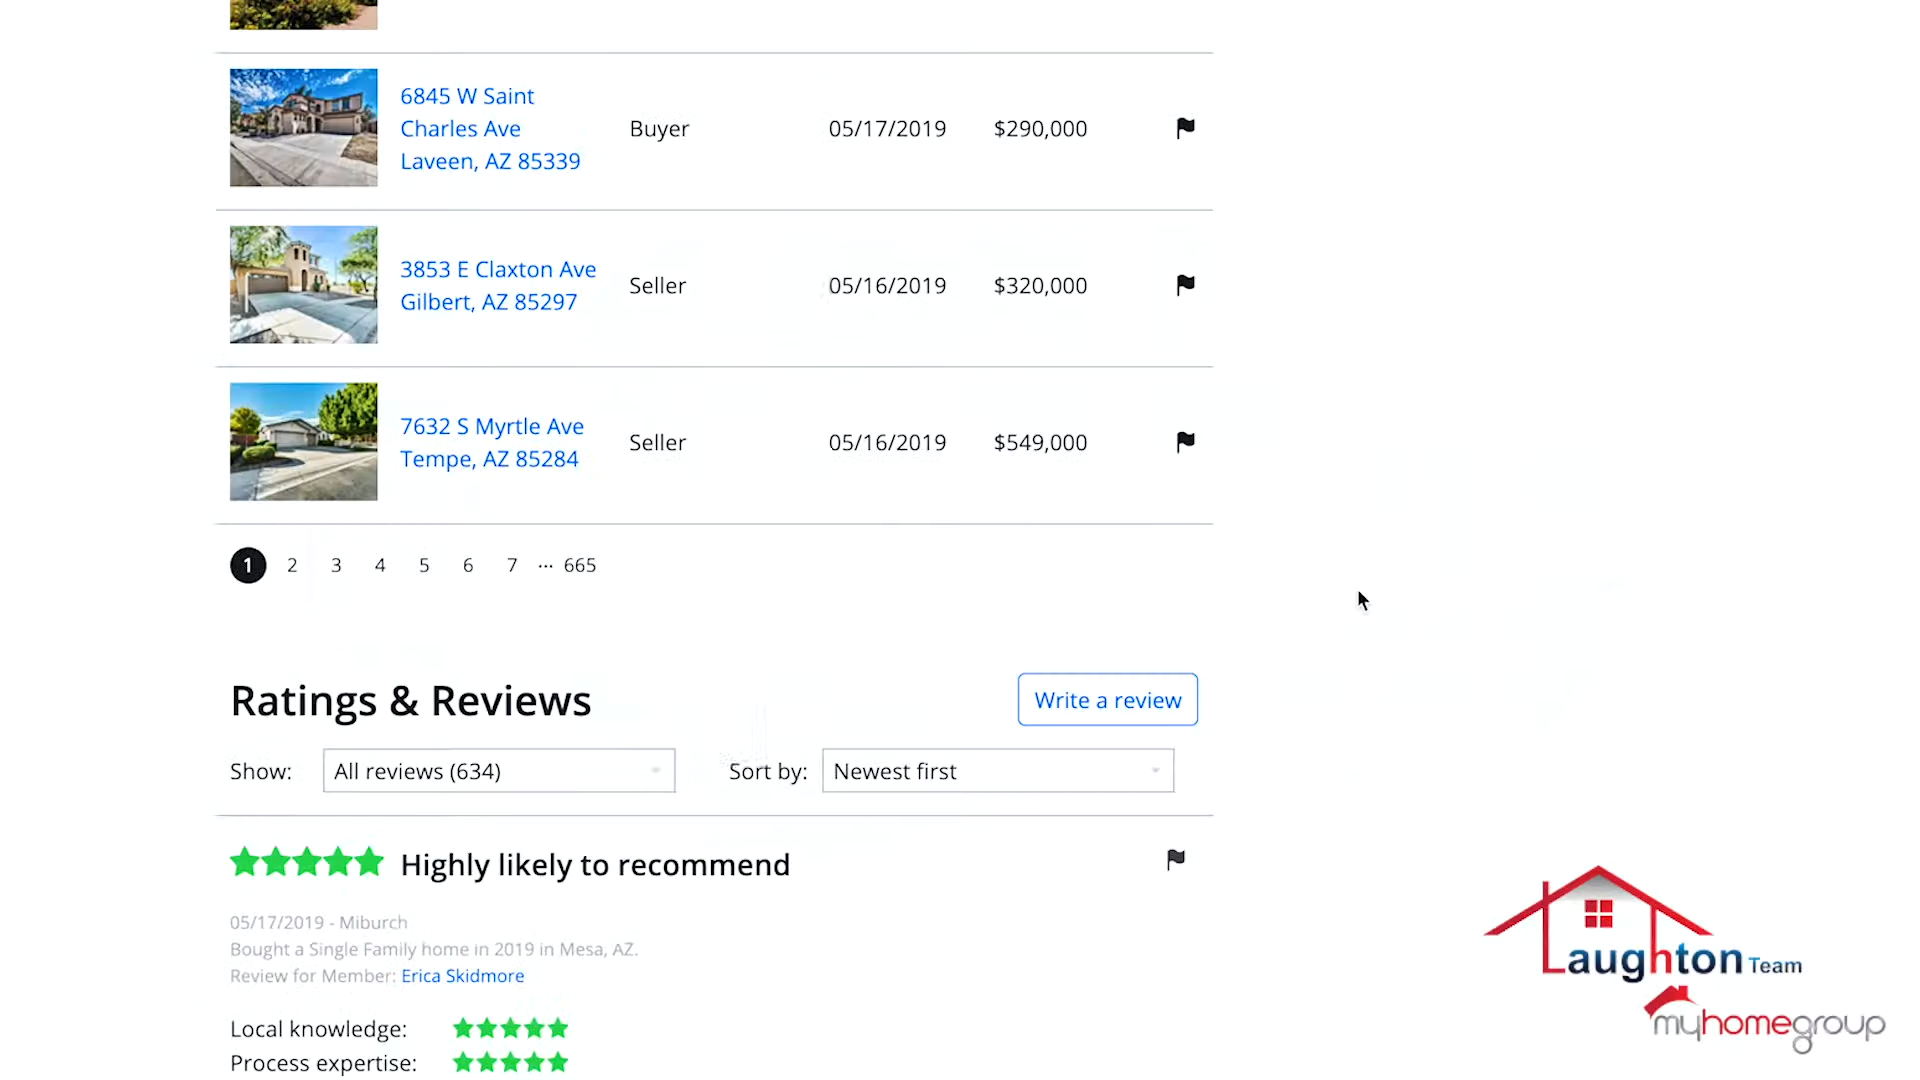 6845 W Saint
Charles Ave
Laveen, AZ 85339
Buyer
05/17/2019
$290,000
3853 E Claxton Ave
Gilbert, AZ 85297
Seller
05/16/2019
$320,000
7632 S Myrtle Ave
Tempe, AZ 85284
Seller
05/16/2019
$549,000
1 2 3 4 5 6 7 ... 665
Ratings & Reviews
Write a review
Show: All reviews (634) Sort by: Newest first
Highly likely to recommend
05/17/2019 - Miburch
Bought a Single Family home in 2019 in Mesa, AZ.
Review for Member: Erica Skidmore
Local knowledge:
Process expertise:
Laughton Team
myhomegroup